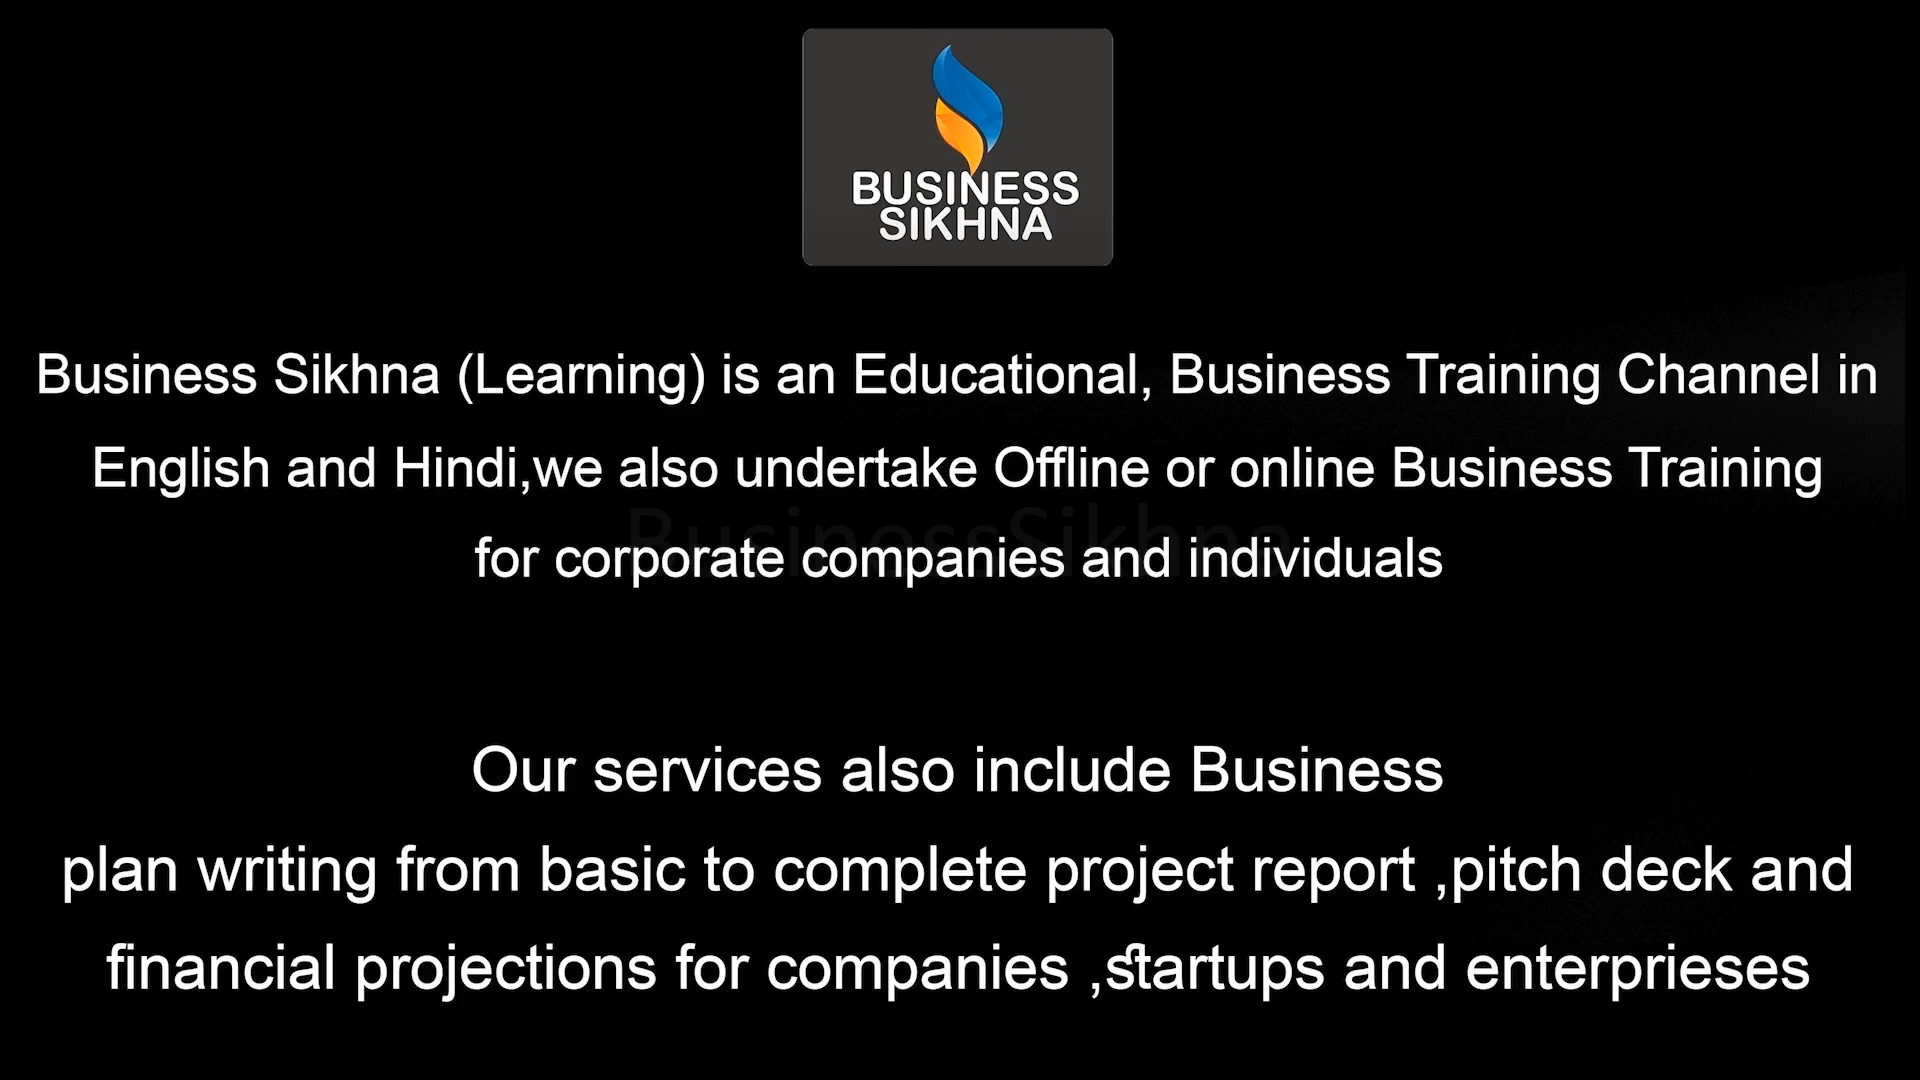 BUSINESS
SIKHNA
Business Sikhna (Learning) is an Educational, Business Training Channel in
English and Hindi,we also undertake Offline or online Business Training
BusinessSikhna
for corporate companies and individuals
Our services also include Business
plan writing from basic to complete project report ,pitch deck and
financial projections for companies ,startups and enterprieses